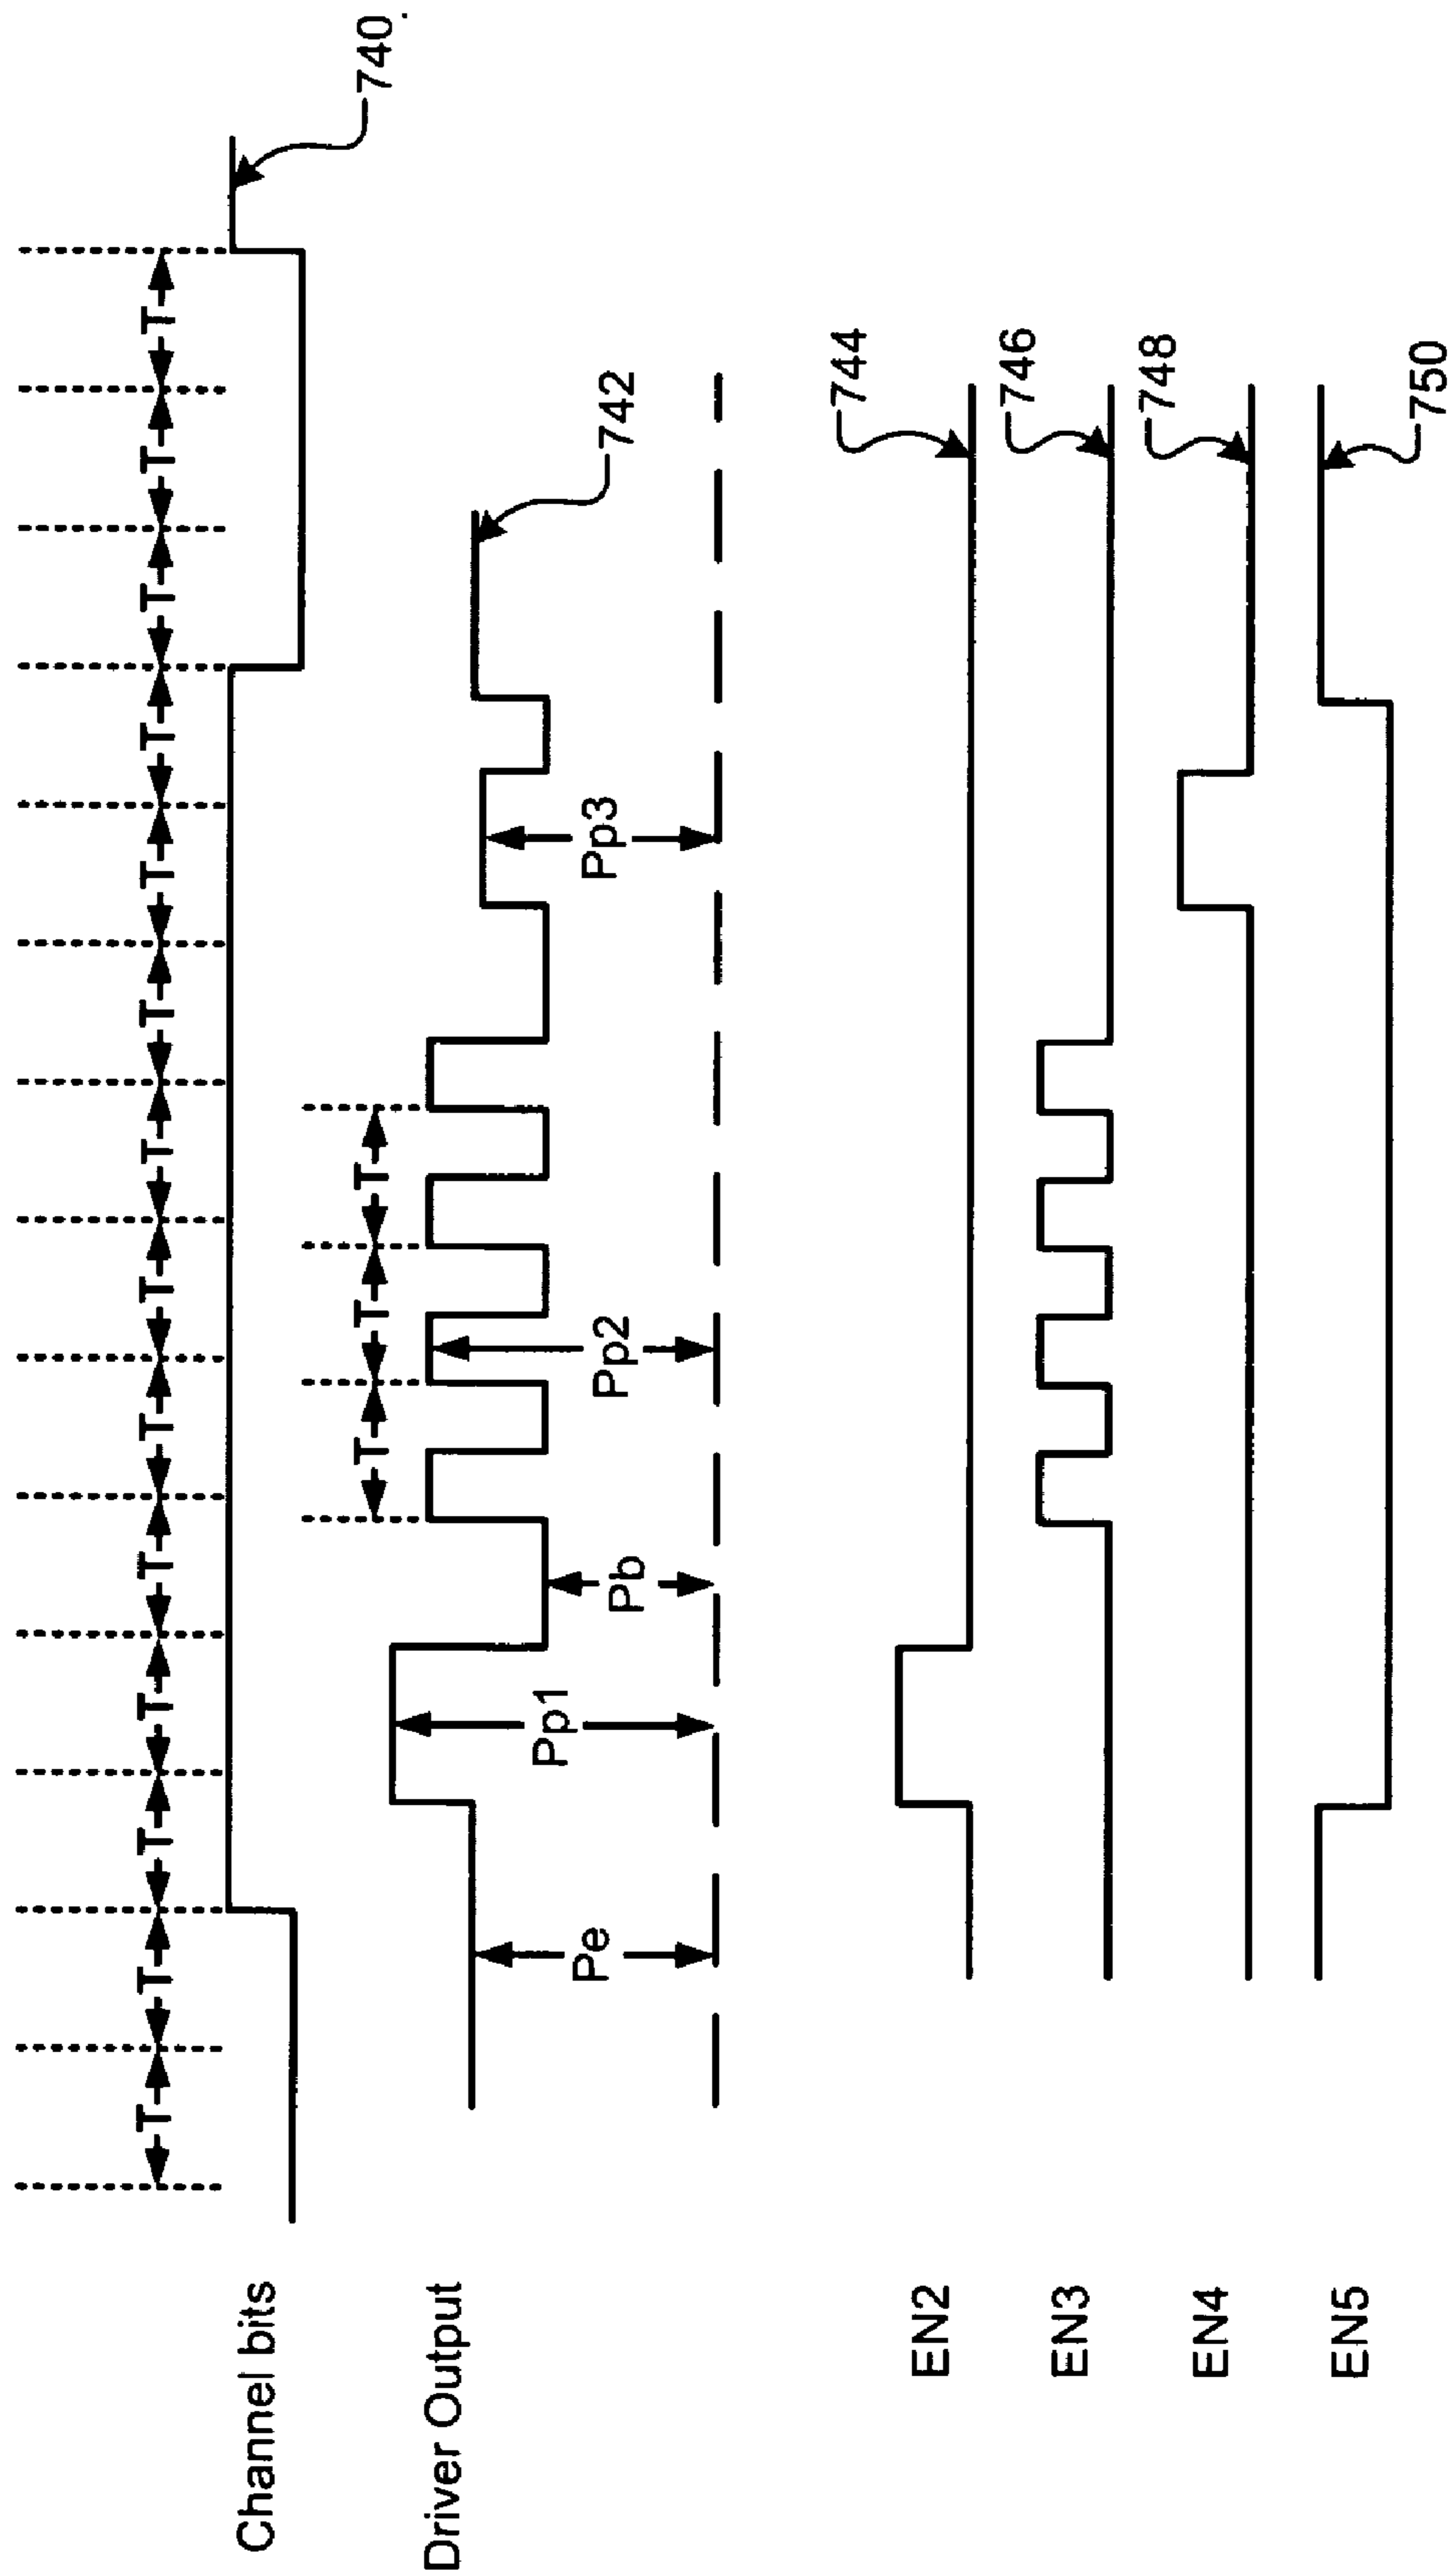 T T T T T T T T T T T T T T
Channel bits
740
T T T
Driver Output
742
Pe Pp1 Pb Pp2 Pp3
EN2 744
EN3 746
EN4 748
EN5 750